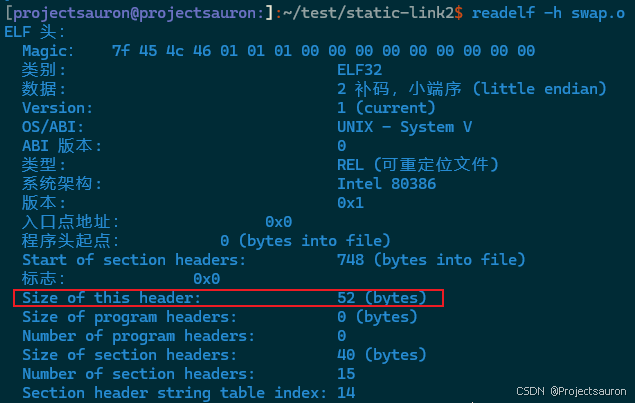 [projectsauron@projectsauron:]:~/test/static-link2$ readelf -h swap.o
ELF 头:
Magic: 7f 45 4c 46 01 01 01 00 00 00 00 00 00 00 00 00
类别: ELF32
数据: 2 补码，小端序 (little endian)
Version: 1 (current)
OS/ABI: UNIX - System V
ABI 版本: 0
类型: REL (可重定位文件)
系统架构: Intel 80386
版本: 0x1
入口点地址: 0x0
程序头起点: 0 (bytes into file)
Start of section headers: 748 (bytes into file)
标志: 0x0
Size of this header: 52 (bytes)
Size of program headers: 0 (bytes)
Number of program headers: 0
Size of section headers: 40 (bytes)
Number of section headers: 15
Section header string table index: 14
CSDN @Projectsauron